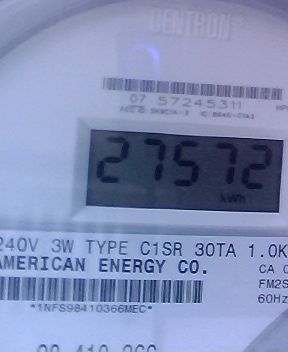 CENTRON®
07 57245311
27572
kWh
240V 3W TYPE C1SR 30TA 1.0K
AMERICAN ENERGY CO.
CA 0
FM2S
60Hz
*1NFS98410366MEC*